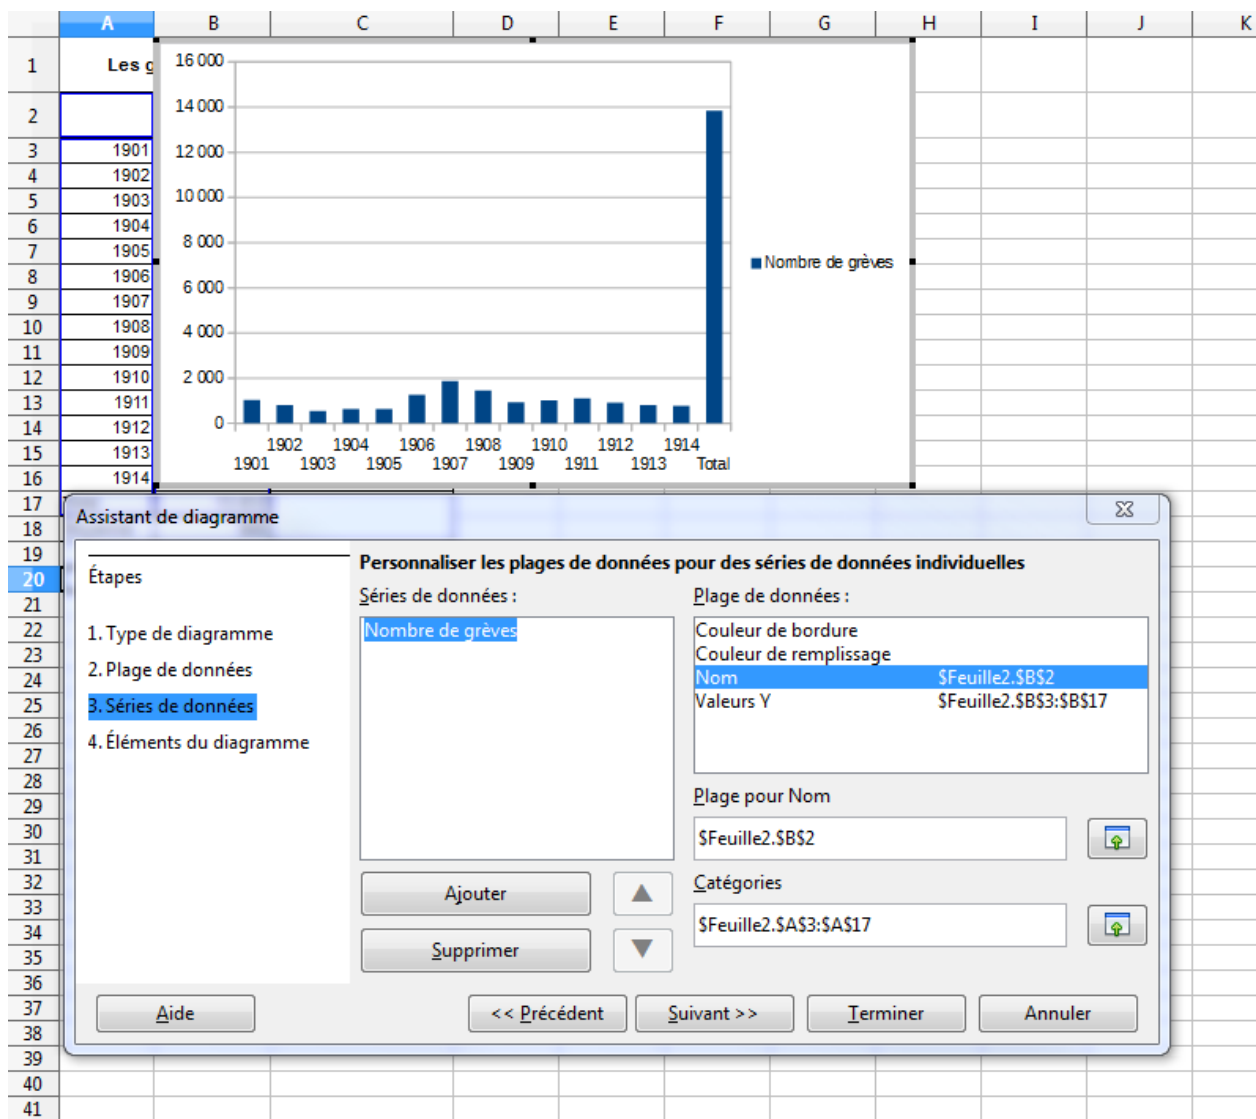 A B C D E F G H I J K
1 Les g
2
3 1901
4 1902
5 1903
6 1904
7 1905
8 1906
9 1907
10 1908
11 1909
12 1910
13 1911
14 1912
15 1913
16 1914
17
18
19
20
21
22
23
24
25
26
27
28
29
30
31
32
33
34
35
36
37
38
39
40
41
16 000
14 000
12 000
10 000
8 000
6 000
4 000
2 000
0
1902 1904 1906 1908 1910 1912 1914
1901 1903 1905 1907 1909 1911 1913 Total
Nombre de grèves
Assistant de diagramme
Étapes
1. Type de diagramme
2. Plage de données
3. Séries de données
4. Éléments du diagramme
Personnaliser les plages de données pour des séries de données individuelles
Séries de données :
Nombre de grèves
Ajouter
Supprimer
Plage de données :
Couleur de bordure
Couleur de remplissage
Nom $Feuille2.$B$2
Valeurs Y $Feuille2.$B$3:$B$17
Plage pour Nom
$Feuille2.$B$2
Catégories
$Feuille2.$A$3:$A$17
Aide << Précédent Suivant >> Terminer Annuler